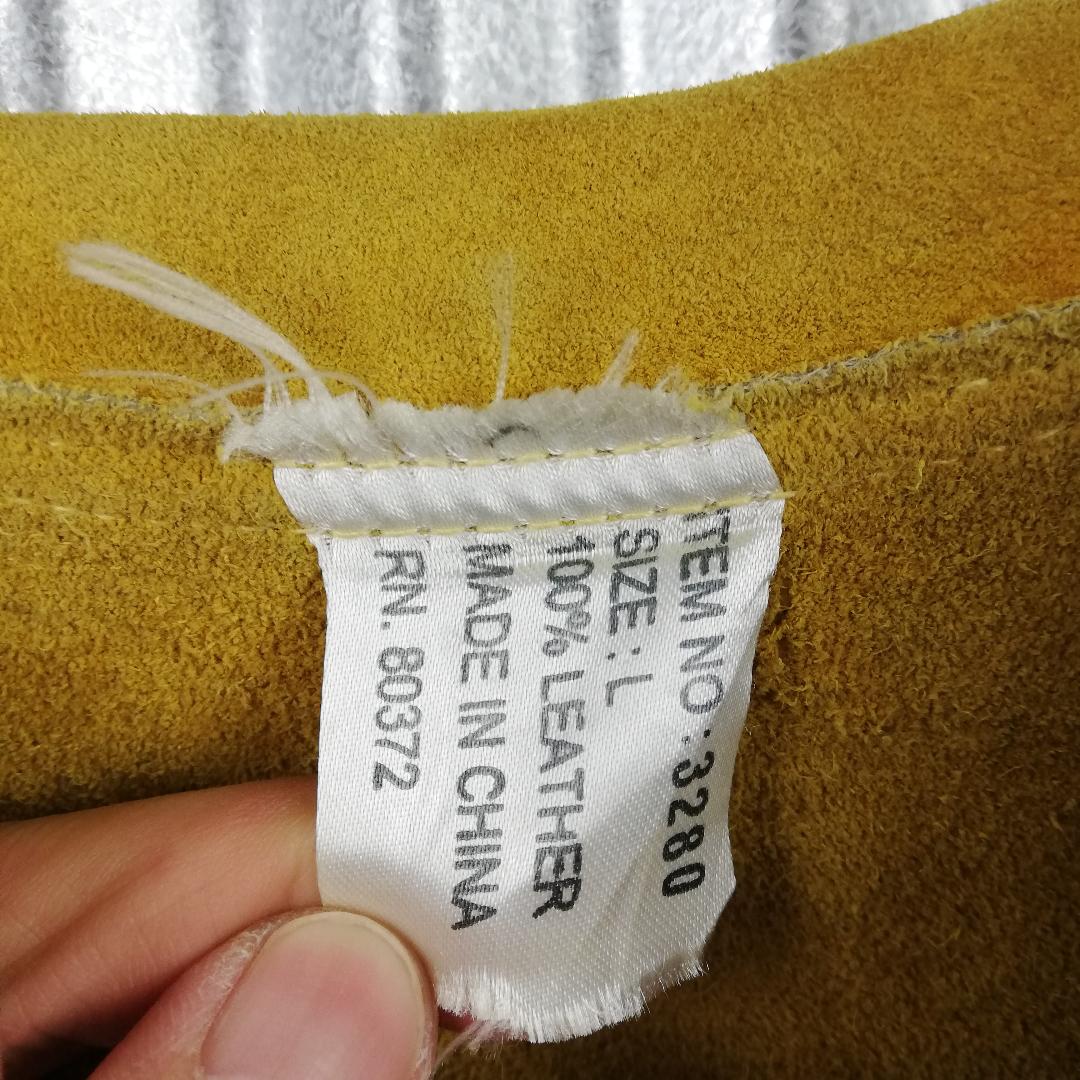 ITEM NO : 3280
SIZE : L
100% LEATHER
MADE IN CHINA
RN. 80372